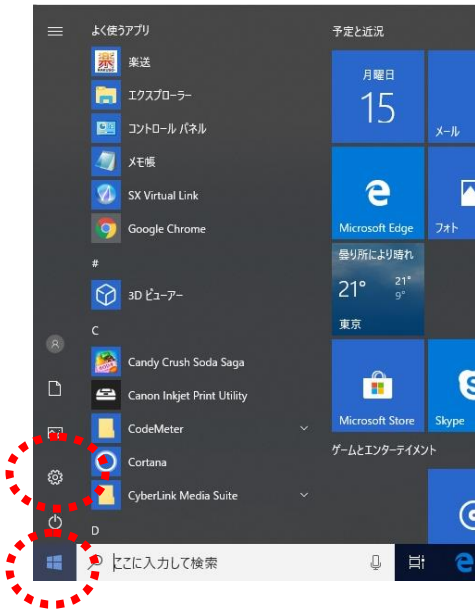 よく使うアプリ
楽送
エクスプローラー
コントロール パネル
メモ帳
SX Virtual Link
Google Chrome
#
3D ビューアー
C
Candy Crush Soda Saga
Canon Inkjet Print Utility
CodeMeter
Cortana
CyberLink Media Suite
D
予定と近況
月曜日
15
メール
Microsoft Edge
フォト
曇り所により晴れ
21°
21°
9°
東京
Microsoft Store
Skype
ゲームとエンターテイメント
ここに入力して検索